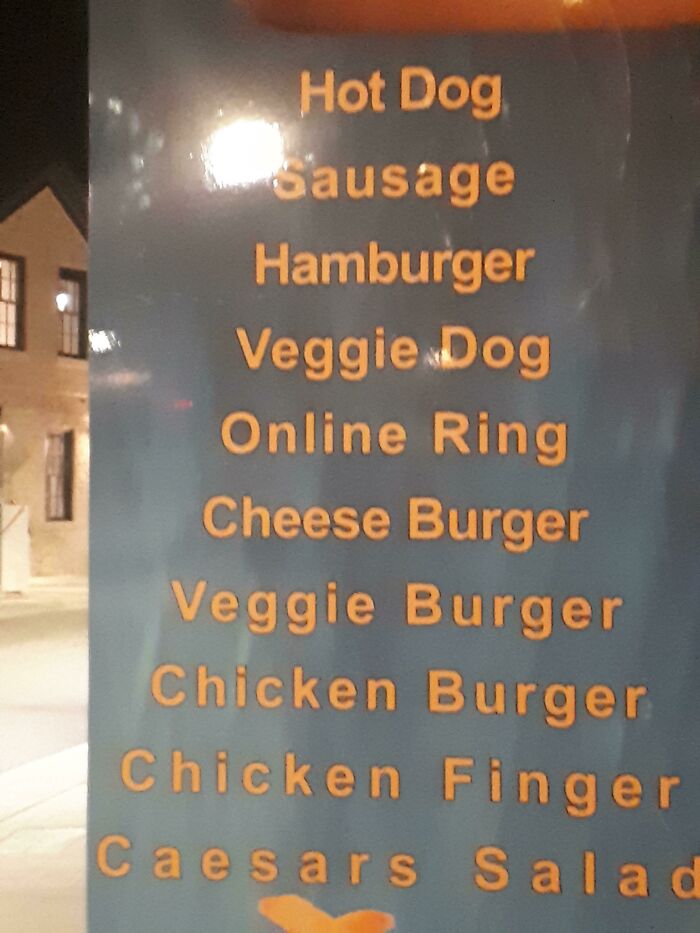 Hot Dog
Sausage
Hamburger
Veggie Dog
Online Ring
Cheese Burger
Veggie Burger
Chicken Burger
Chicken Finger
Caesars Salad